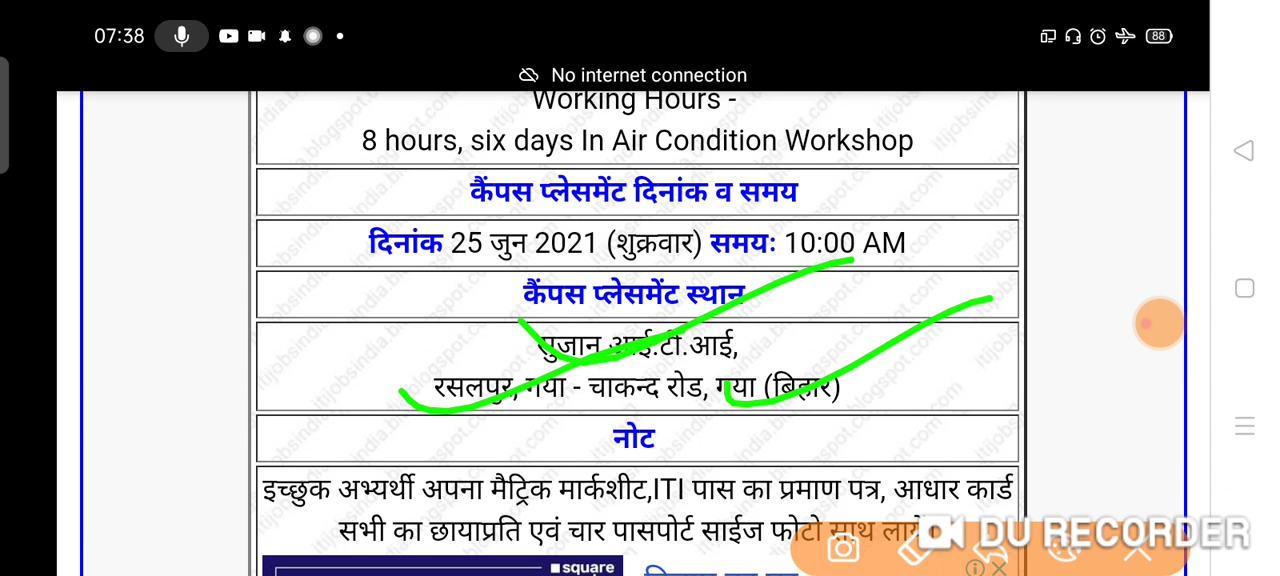 07:38
88
No internet connection
Working Hours -
8 hours, six days In Air Condition Workshop
कैंपस प्लेसमेंट दिनांक व समय
दिनांक 25 जुन 2021 (शुक्रवार) समयः 10:00 AM
कैंपस प्लेसमेंट स्थान
सुजान आई.टी.आई,
रसलपुर, गया - चाकन्द रोड, गया (बिहार)
नोट
इच्छुक अभ्यर्थी अपना मैट्रिक मार्कशीट,ITI पास का प्रमाण पत्र, आधार कार्ड
सभी का छायाप्रति एवं चार पासपोर्ट साईज फोटो साथ लाये।
DU RECORDER
square